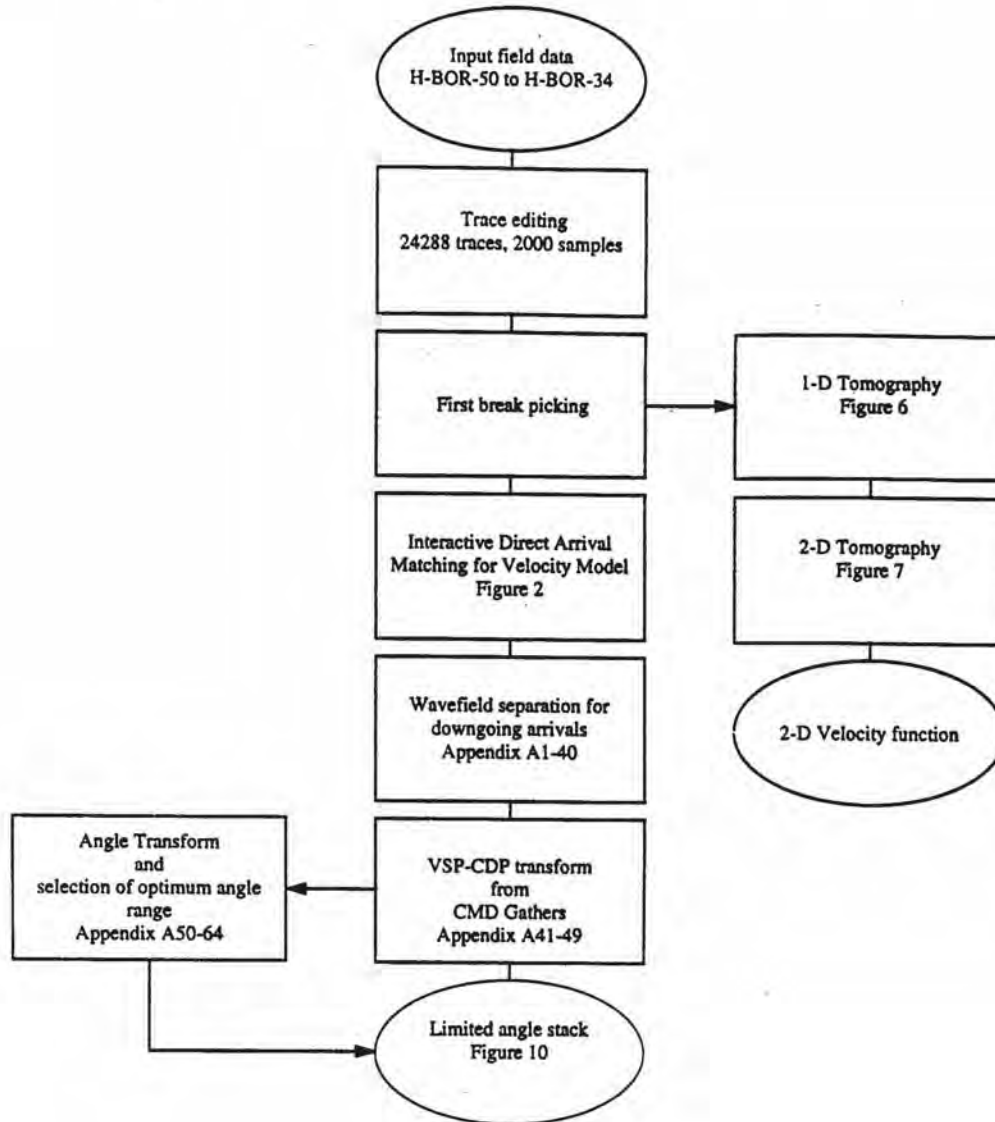 Input field data
H-BOR-50 to H-BOR-34
Trace editing
24288 traces, 2000 samples
First break picking
1-D Tomography
Figure 6
Interactive Direct Arrival
Matching for Velocity Model
Figure 2
2-D Tomography
Figure 7
Wavefield separation for
downgoing arrivals
Appendix A1-40
2-D Velocity function
Angle Transform
and
selection of optimum angle
range
Appendix A50-64
VSP-CDP transform
from
CMD Gathers
Appendix A41-49
Limited angle stack
Figure 10